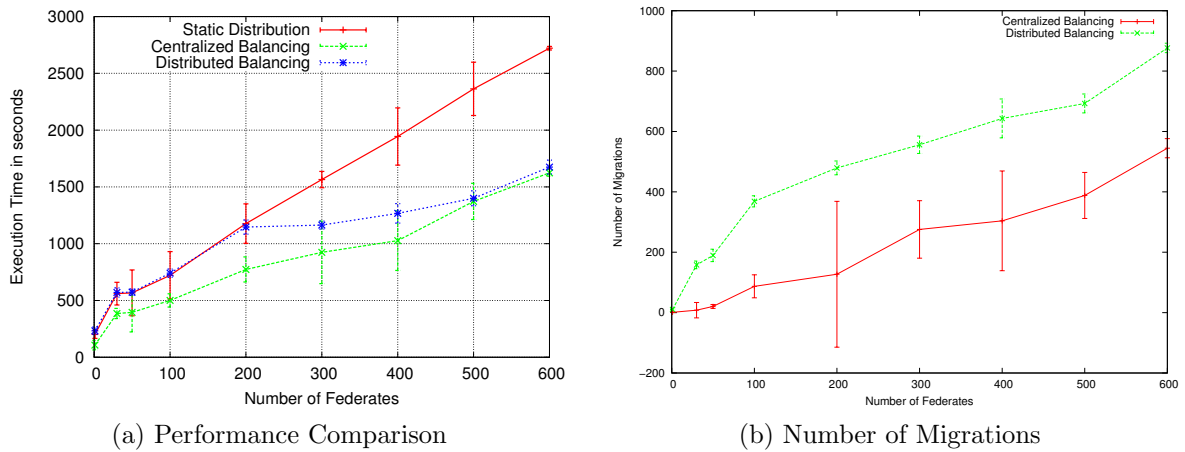 Static Distribution
Centralized Balancing
Distributed Balancing
3000
2500
2000
1500
1000
500
0
Execution Time in seconds
0 100 200 300 400 500 600
Number of Federates
(a) Performance Comparison
Centralized Balancing
Distributed Balancing
1000
800
600
400
200
0
−200
Number of Migrations
0 100 200 300 400 500 600
Number of Federates
(b) Number of Migrations